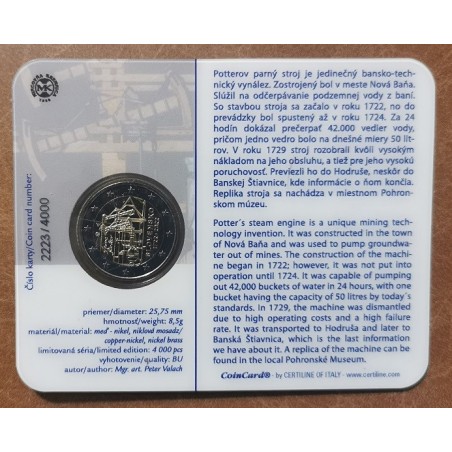 MINCOVŇA KREMNICA
MK
1328
Číslo karty/Coin card number:
2223/4000
SLOVENSKO
1722-2022
priemer/diameter: 25,75 mm
hmotnosť/weight: 8,5g
materiál/material: meď - nikel, niklová mosadz/
copper-nickel, nickel brass
limitovaná séria/limited edition: 4 000 pcs
vyhotovenie/quality: BU
autor/author: Mgr. art. Peter Valach
Potterov parný stroj je jedinečný bansko-tech-
nický vynález. Zostrojený bol v meste Nová Baňa.
Slúžil na odčerpávanie podzemnej vody z baní.
So stavbou stroja sa začalo v roku 1722, no do
prevádzky bol spustený až v roku 1724. Za 24
hodín dokázal prečerpať 42,000 vedier vody,
pričom jedno vedro bolo na dnešné miery 50 lit-
rov. V roku 1729 stroj rozobrali kvôli vysokým
nákladom na jeho obsluhu, a tiež pre jeho vysokú
poruchovosť. Previezli ho do Hodruše, neskôr do
Banskej Štiavnice, kde informácie o ňom končia.
Replika stroja sa nachádza v miestnom Pohron-
skom múzeu.
Potter´s steam engine is a unique mining tech-
nology invention. It was constructed in the town
of Nová Baňa and was used to pump groundwa-
ter out of mines. The construction of the machi-
ne began in 1722; however, it was not put into
operation until 1724. It was capable of pumping
out 42,000 buckets of water in 24 hours, with one
bucket having the capacity of 50 litres by today´s
standards. In 1729, the machine was dismantled
due to high operating costs and a high failure
rate. It was transported to Hodruša and later to
Banská Štiavnica, which is the last information
we have about it. A replica of the machine can be
found in the local Pohronské Museum.
CoinCard® - by CERTILINE OF ITALY - www.certiline.com